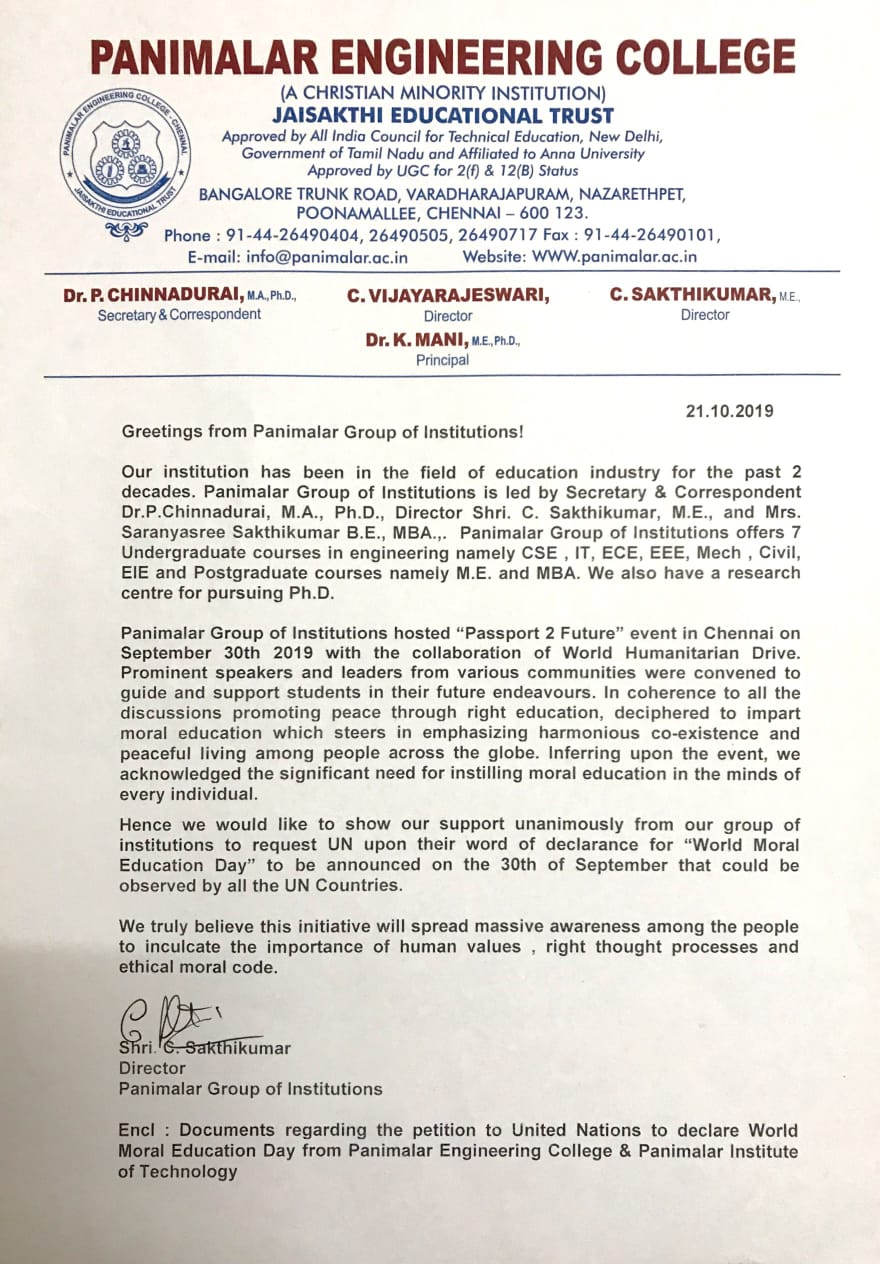 PANIMALAR ENGINEERING COLLEGE
(A CHRISTIAN MINORITY INSTITUTION)
JAISAKTHI EDUCATIONAL TRUST
Approved by All India Council for Technical Education, New Delhi,
Government of Tamil Nadu and Affiliated to Anna University
Approved by UGC for 2(f) & 12(B) Status
BANGALORE TRUNK ROAD, VARADHARAJAPURAM, NAZARETHPET,
POONAMALLEE, CHENNAI – 600 123.
Phone : 91-44-26490404, 26490505, 26490717 Fax : 91-44-26490101,
E-mail: info@panimalar.ac.in Website: WWW.panimalar.ac.in
PANIMALAR ENGINEERING COLLEGE - CHENNAI
JAISAKTHI EDUCATIONAL TRUST
Dr. P. CHINNADURAI, M.A., Ph.D.,
Secretary & Correspondent
C. VIJAYARAJESWARI,
Director
C. SAKTHIKUMAR, M.E.,
Director
Dr. K. MANI, M.E., Ph.D.,
Principal
21.10.2019
Greetings from Panimalar Group of Institutions!
Our institution has been in the field of education industry for the past 2
decades. Panimalar Group of Institutions is led by Secretary & Correspondent
Dr.P.Chinnadurai, M.A., Ph.D., Director Shri. C. Sakthikumar, M.E., and Mrs.
Saranyasree Sakthikumar B.E., MBA.,. Panimalar Group of Institutions offers 7
Undergraduate courses in engineering namely CSE , IT, ECE, EEE, Mech , Civil,
EIE and Postgraduate courses namely M.E. and MBA. We also have a research
centre for pursuing Ph.D.
Panimalar Group of Institutions hosted “Passport 2 Future” event in Chennai on
September 30th 2019 with the collaboration of World Humanitarian Drive.
Prominent speakers and leaders from various communities were convened to
guide and support students in their future endeavours. In coherence to all the
discussions promoting peace through right education, deciphered to impart
moral education which steers in emphasizing harmonious co-existence and
peaceful living among people across the globe. Inferring upon the event, we
acknowledged the significant need for instilling moral education in the minds of
every individual.
Hence we would like to show our support unanimously from our group of
institutions to request UN upon their word of declarance for “World Moral
Education Day” to be announced on the 30th of September that could be
observed by all the UN Countries.
We truly believe this initiative will spread massive awareness among the people
to inculcate the importance of human values , right thought processes and
ethical moral code.
Shri. C. Sakthikumar
Director
Panimalar Group of Institutions
Encl : Documents regarding the petition to United Nations to declare World
Moral Education Day from Panimalar Engineering College & Panimalar Institute
of Technology